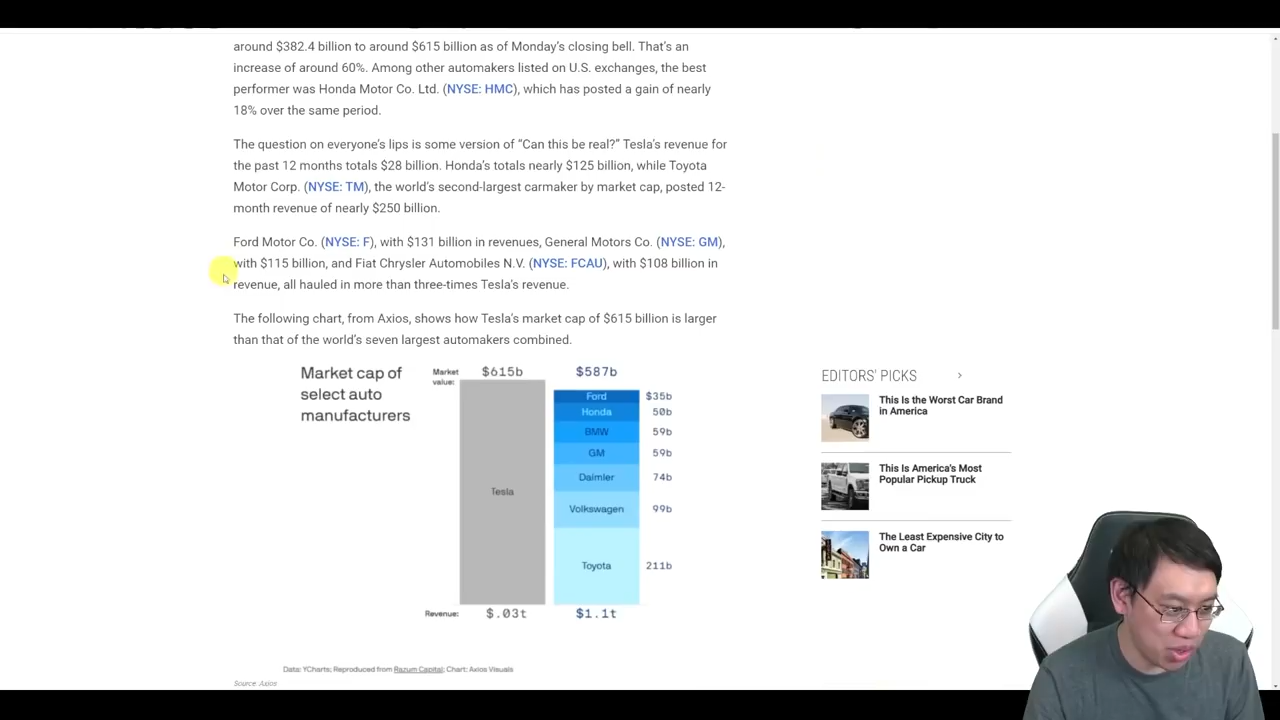 around $382.4 billion to around $615 billion as of Monday's closing bell. That's an
increase of around 60%. Among other automakers listed on U.S. exchanges, the best
performer was Honda Motor Co. Ltd. (NYSE: HMC), which has posted a gain of nearly
18% over the same period.
The question on everyone's lips is some version of “Can this be real?” Tesla's revenue for
the past 12 months totals $28 billion. Honda's totals nearly $125 billion, while Toyota
Motor Corp. (NYSE: TM), the world's second-largest carmaker by market cap, posted 12-
month revenue of nearly $250 billion.
Ford Motor Co. (NYSE: F), with $131 billion in revenues, General Motors Co. (NYSE: GM),
with $115 billion, and Fiat Chrysler Automobiles N.V. (NYSE: FCAU), with $108 billion in
revenue, all hauled in more than three-times Tesla's revenue.
The following chart, from Axios, shows how Tesla's market cap of $615 billion is larger
than that of the world's seven largest automakers combined.
Market cap of
select auto
manufacturers
Market
value:
$615b
$587b
Ford $35b
Honda 50b
BMW 59b
GM 59b
Daimler 74b
Tesla
Volkswagen 99b
Toyota 211b
Revenue: $.03t $1.1t
Data: YCharts; Reproduced from Razum Capital; Chart: Axios Visuals
Source: Axios
EDITORS' PICKS >
This Is the Worst Car Brand
in America
This Is America's Most
Popular Pickup Truck
The Least Expensive City to
Own a Car